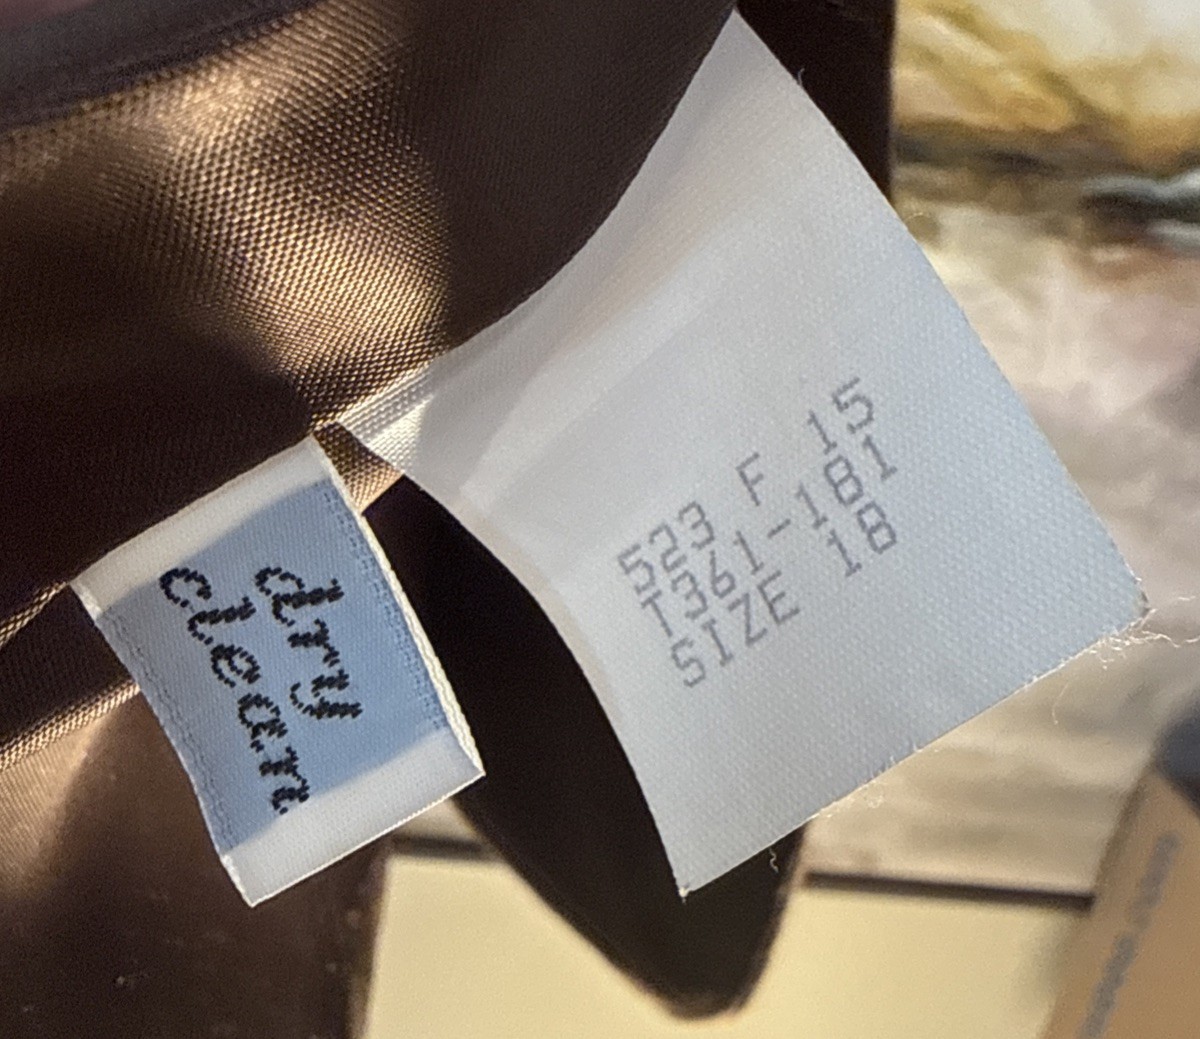 dry
clean
523 F 15
T361-181
SIZE 18